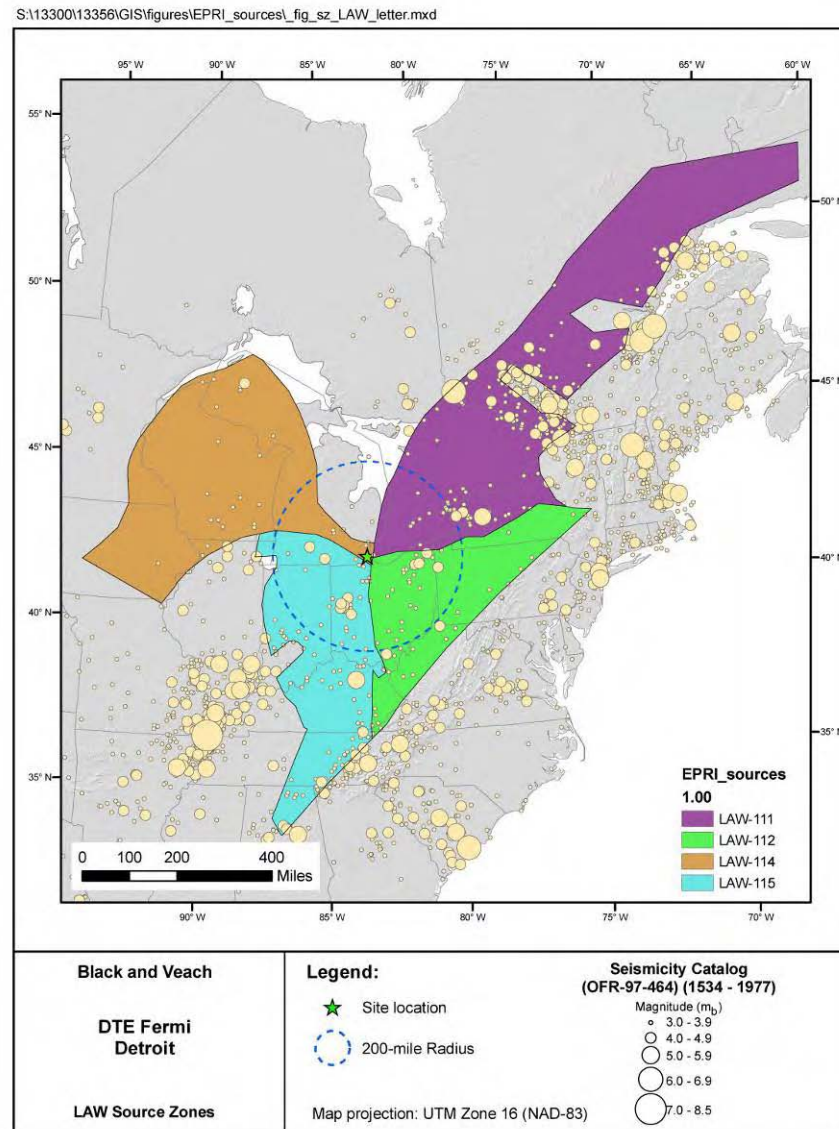 S:\13300\13356\GIS\figures\EPRI_sources\_fig_sz_LAW_letter.mxd
95° W 90° W 85° W 80° W 75° W 70° W 65° W 60° W
55° N
50° N
50° N
45° N
45° N
40° N
40° N
35° N
35° N
EPRI_sources
1.00
LAW-111
LAW-112
LAW-114
LAW-115
0 100 200 400
Miles
90° W 85° W 80° W 75° W 70° W
Black and Veach
DTE Fermi
Detroit
LAW Source Zones
Legend:
Site location
200-mile Radius
Map projection: UTM Zone 16 (NAD-83)
Seismicity Catalog
(OFR-97-464) (1534 - 1977)
Magnitude (mb)
3.0 - 3.9
4.0 - 4.9
5.0 - 5.9
6.0 - 6.9
7.0 - 8.5